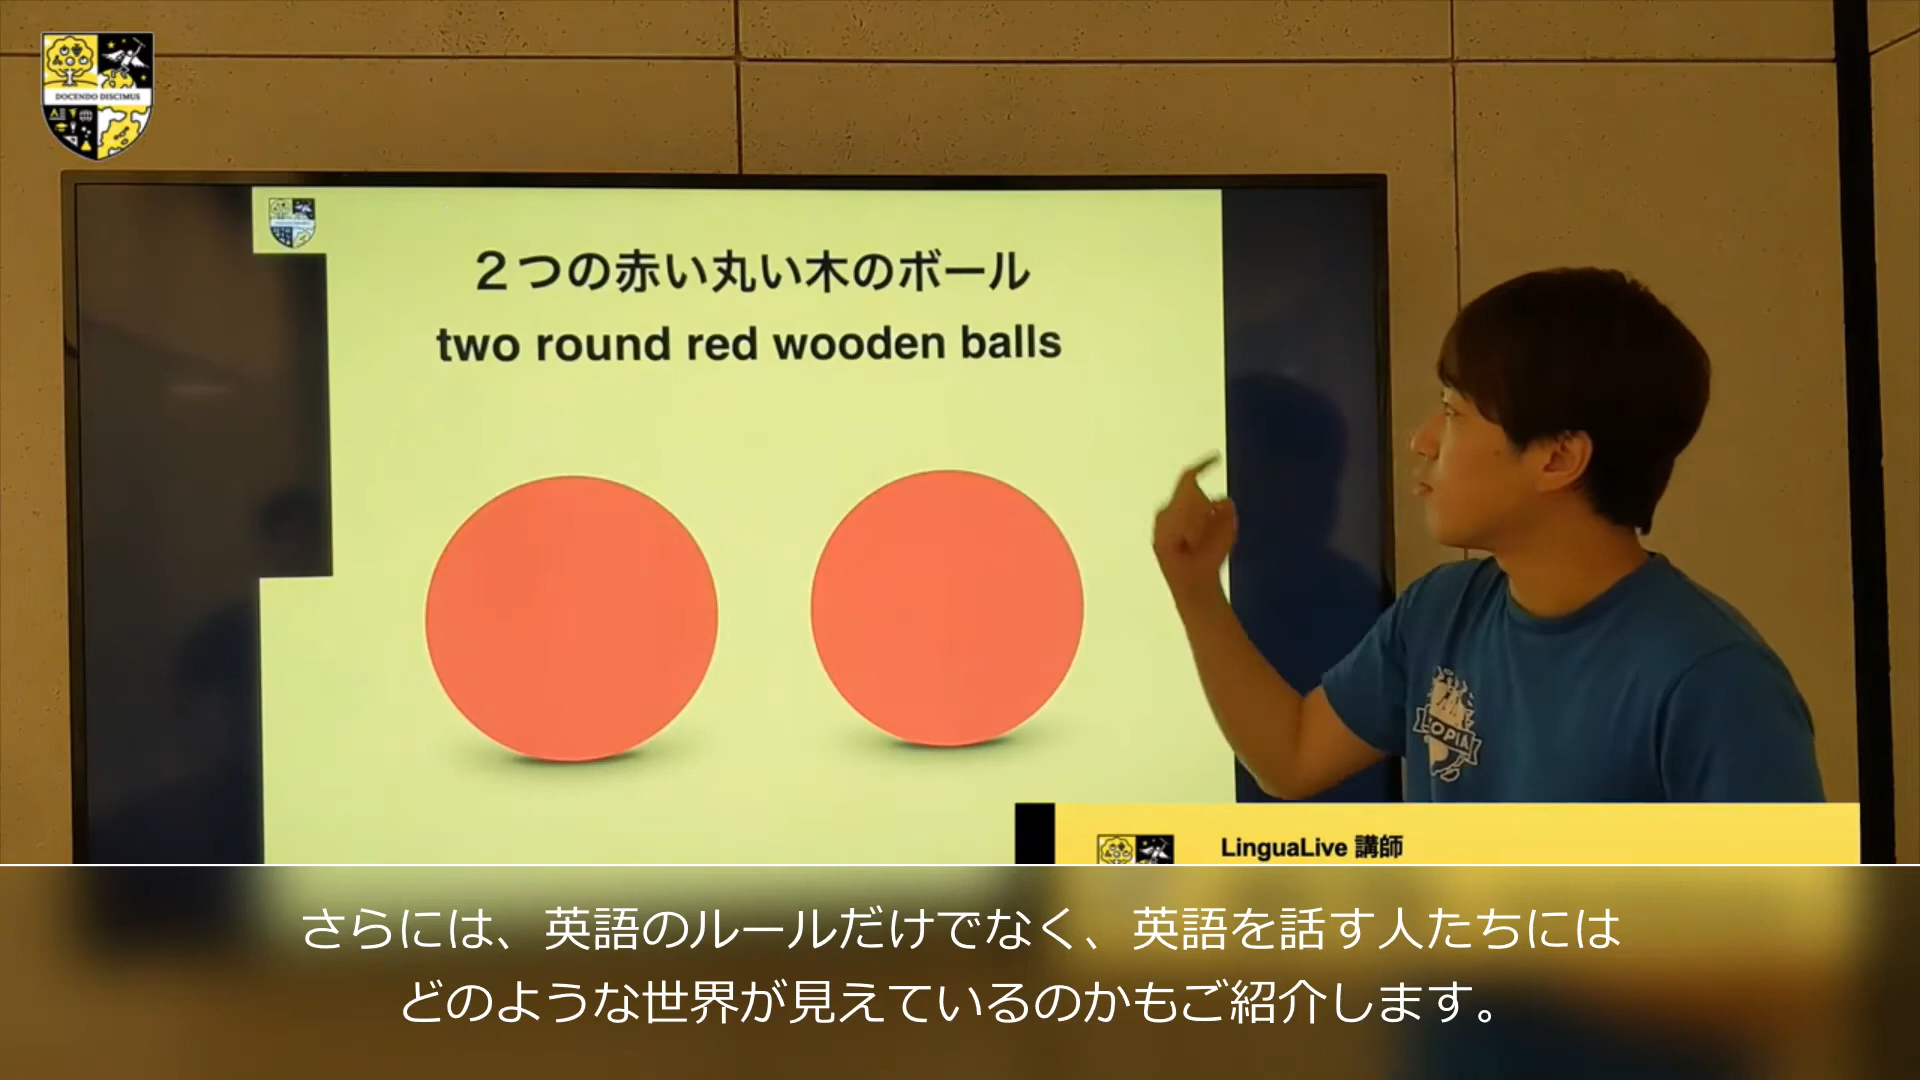 DOCENDO DISCIMUS
２つの赤い丸い木のボール
two round red wooden balls
LOPIA
LinguaLive 講師
さらには、英語のルールだけでなく、英語を話す人たちには
どのような世界が見えているのかもご紹介します。